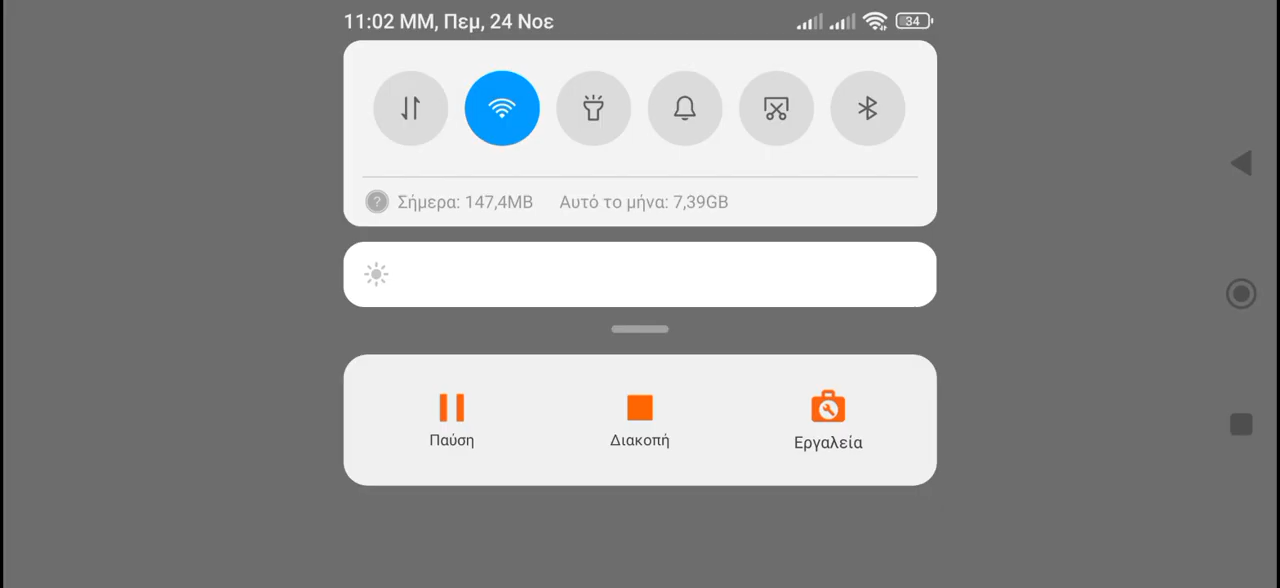 11:02 ΜΜ, Πεμ, 24 Νοε 34
? Σήμερα: 147,4MB Αυτό το μήνα: 7,39GB
Παύση Διακοπή Εργαλεία